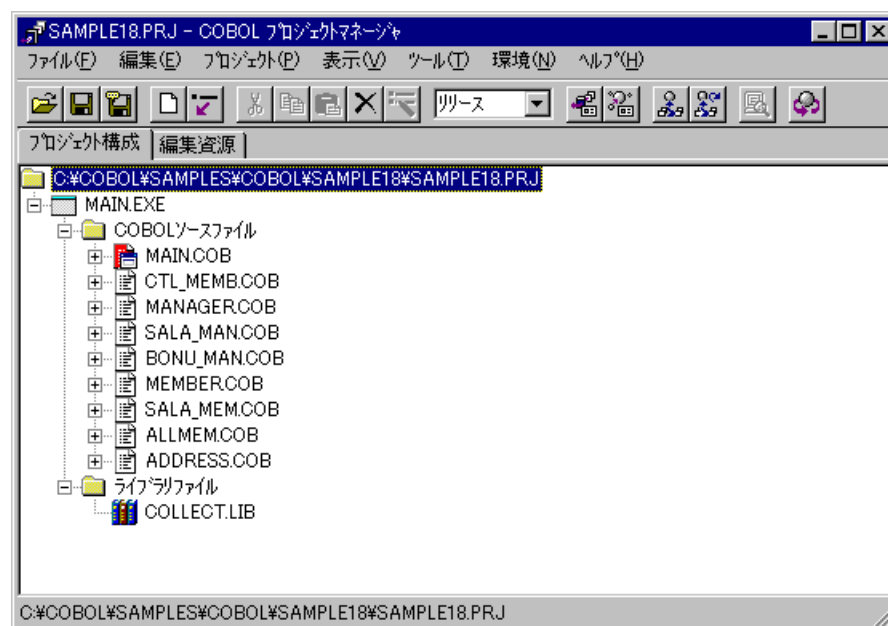 SAMPLE18.PRJ - COBOL ﾌﾟﾛｼﾞｪｸﾄﾏﾈｰｼﾞｬ
ﾌｧｲﾙ(F) 編集(E) ﾌﾟﾛｼﾞｪｸﾄ(P) 表示(V) ﾂｰﾙ(T) 環境(N) ﾍﾙﾌﾟ(H)
ﾘﾘｰｽ
ﾌﾟﾛｼﾞｪｸﾄ構成 編集資源
C:¥COBOL¥SAMPLES¥COBOL¥SAMPLE18¥SAMPLE18.PRJ
MAIN.EXE
COBOLｿｰｽﾌｧｲﾙ
MAIN.COB
CTL_MEMB.COB
MANAGER.COB
SALA_MAN.COB
BONU_MAN.COB
MEMBER.COB
SALA_MEM.COB
ALLMEM.COB
ADDRESS.COB
ﾗｲﾌﾞﾗﾘﾌｧｲﾙ
COLLECT.LIB
C:¥COBOL¥SAMPLES¥COBOL¥SAMPLE18¥SAMPLE18.PRJ